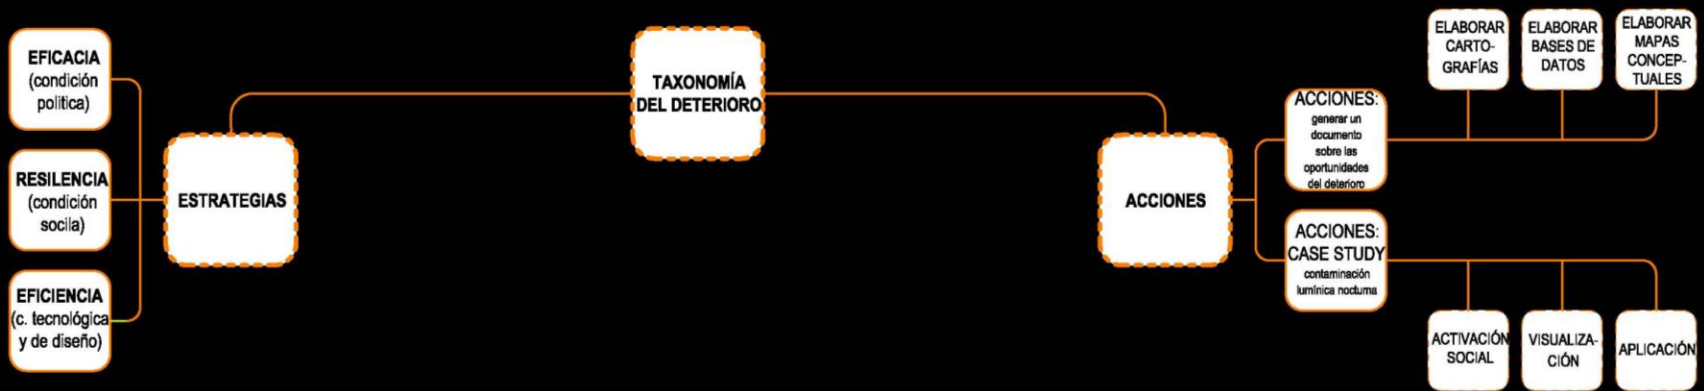 EFICACIA
(condición
politica)
RESILENCIA
(condición
socila)
EFICIENCIA
(c. tecnológica
y de diseño)
ESTRATEGIAS
TAXONOMÍA
DEL DETERIORO
ACCIONES
ACCIONES:
generar un
documento
sobre las
oportunidades
del deterioro
ACCIONES:
CASE STUDY
contaminación
lumínica nocturna
ELABORAR
CARTO-
GRAFÍAS
ELABORAR
BASES DE
DATOS
ELABORAR
MAPAS
CONCEP-
TUALES
ACTIVACIÓN
SOCIAL
VISUALIZA-
CIÓN
APLICACIÓN